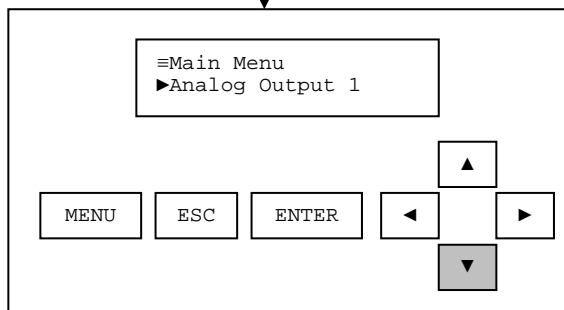 ≡Main Menu
►Analog Output 1
▲
MENU ESC ENTER ◄ ►
▼